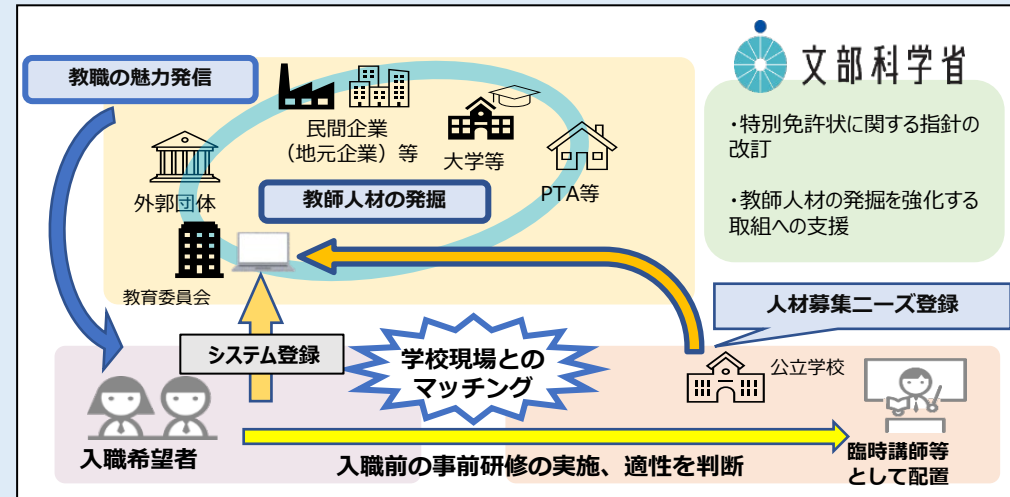 教職の魅力発信
文部科学省
民間企業
（地元企業）等
大学等
PTA等
外郭団体
教師人材の発掘
教育委員会
・特別免許状に関する指針の
改訂
・教師人材の発掘を強化する
取組への支援
人材募集ニーズ登録
システム登録
学校現場との
マッチング
公立学校
入職希望者
入職前の事前研修の実施、適性を判断
臨時講師等
として配置